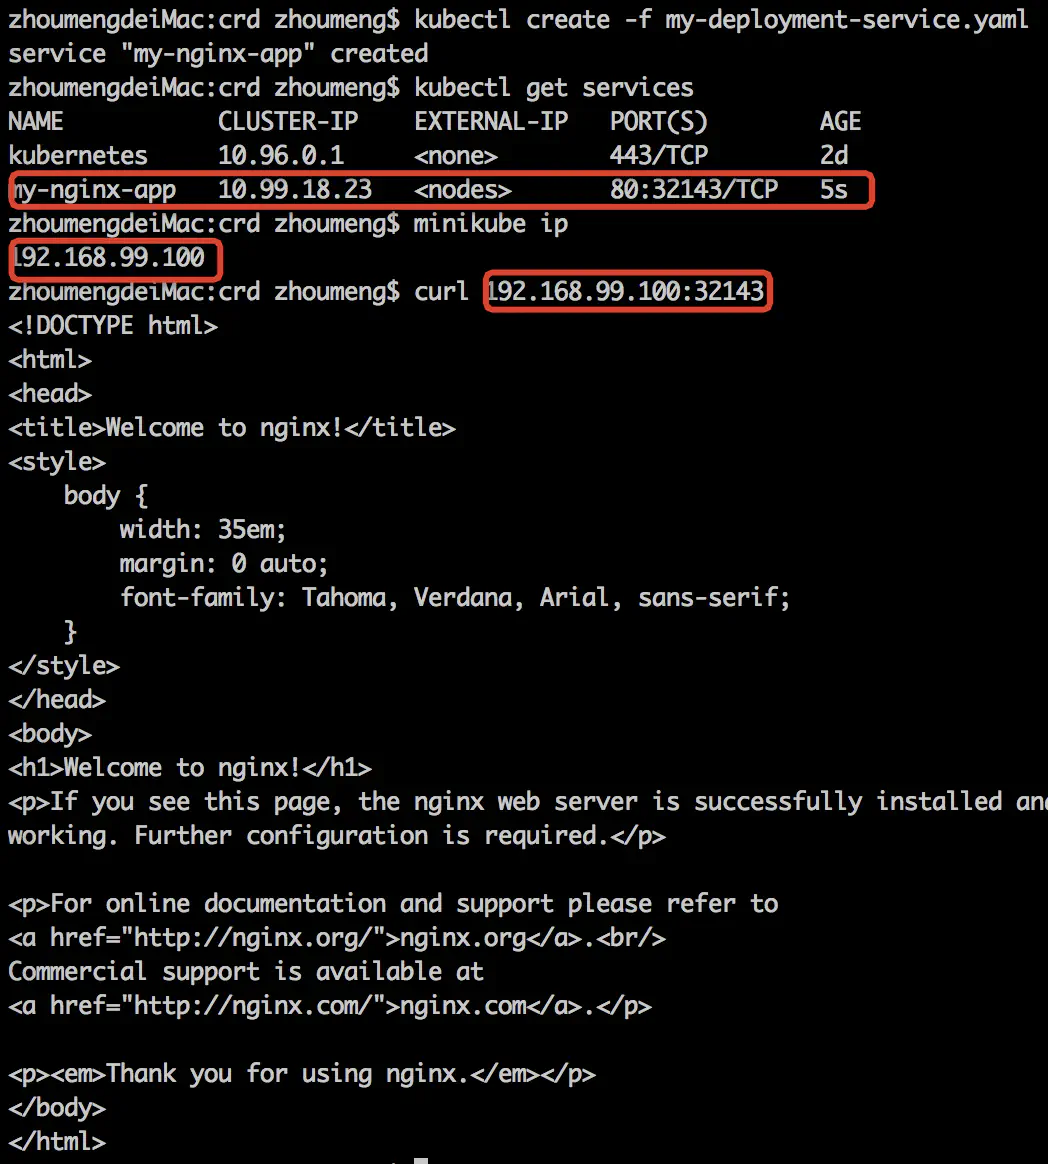 zhoumengdeiMac:crd zhoumeng$ kubectl create -f my-deployment-service.yaml
service "my-nginx-app" created
zhoumengdeiMac:crd zhoumeng$ kubectl get services
NAME CLUSTER-IP EXTERNAL-IP PORT(S) AGE
kubernetes 10.96.0.1 <none> 443/TCP 2d
my-nginx-app 10.99.18.23 <nodes> 80:32143/TCP 5s
zhoumengdeiMac:crd zhoumeng$ minikube ip
192.168.99.100
zhoumengdeiMac:crd zhoumeng$ curl 192.168.99.100:32143
<!DOCTYPE html>
<html>
<head>
<title>Welcome to nginx!</title>
<style>
    body {
        width: 35em;
        margin: 0 auto;
        font-family: Tahoma, Verdana, Arial, sans-serif;
    }
</style>
</head>
<body>
<h1>Welcome to nginx!</h1>
<p>If you see this page, the nginx web server is successfully installed and
working. Further configuration is required.</p>

<p>For online documentation and support please refer to
<a href="http://nginx.org/">nginx.org</a>.<br/>
Commercial support is available at
<a href="http://nginx.com/">nginx.com</a>.</p>

<p><em>Thank you for using nginx.</em></p>
</body>
</html>